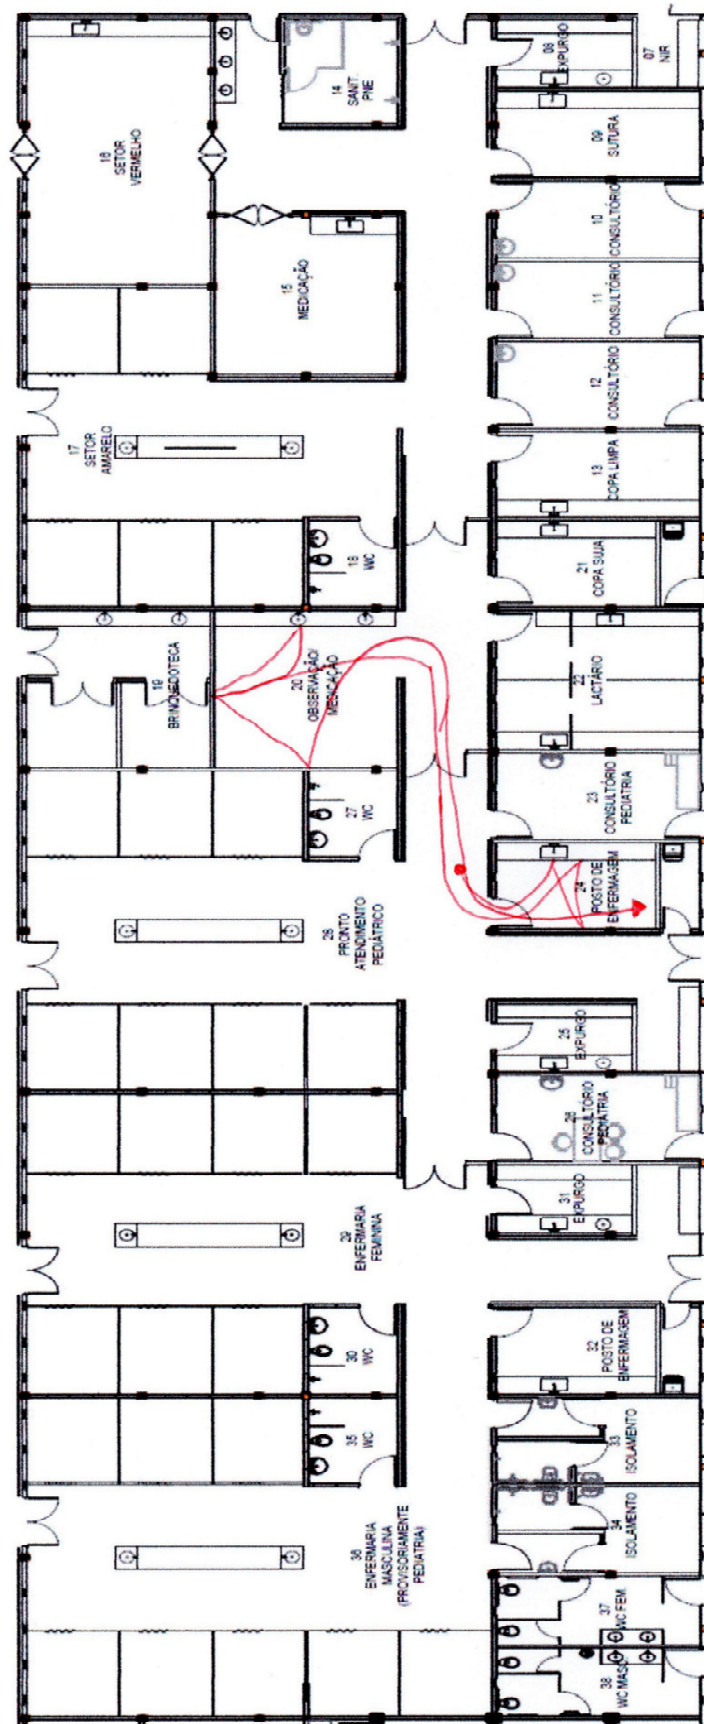 07
NIR
08
EXPURGO
09
SUTURA
10
CONSULTÓRIO
11
CONSULTÓRIO
12
CONSULTÓRIO
13
COPA LIMPA
14
SANIT.
PNE
15
MEDICAÇÃO
16
SETOR
VERMELHO
17
SETOR
AMARELO
18
WC
19
BRINQUEDOTECA
20
OBSERVAÇÃO/
MEDICAÇÃO
21
COPA SUJA
22
LACTÁRIO
23
CONSULTÓRIO
PEDIATRIA
24
POSTO DE
ENFERMAGEM
25
EXPURGO
26
CONSULTÓRIO
PEDIATRIA
27
WC
28
PRONTO
ATENDIMENTO
PEDIÁTRICO
29
ENFERMARIA
FEMININA
30
WC
31
EXPURGO
32
POSTO DE
ENFERMAGEM
33
ISOLAMENTO
34
ISOLAMENTO
35
WC
36
ENFERMARIA
MASCULINA
(PROVISORIAMENTE
PEDIATRIA)
37
WC FEM.
38
WC MASC.